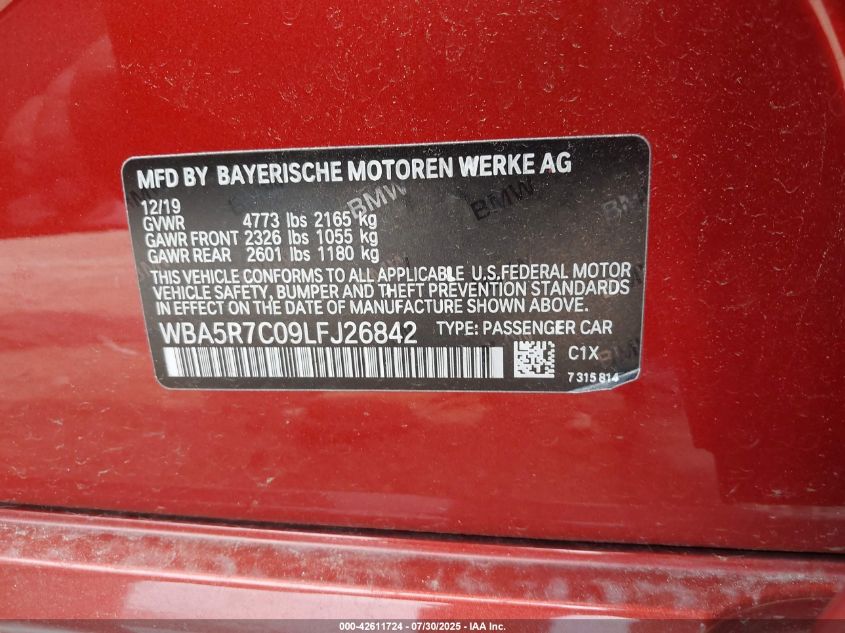 MFD BY BAYERISCHE MOTOREN WERKE AG
12/19
GVWR 4773 lbs 2165 kg
GAWR FRONT 2326 lbs 1055 kg
GAWR REAR 2601 lbs 1180 kg
THIS VEHICLE CONFORMS TO ALL APPLICABLE U.S.FEDERAL MOTOR
VEHICLE SAFETY, BUMPER AND THEFT PREVENTION STANDARDS
IN EFFECT ON THE DATE OF MANUFACTURE SHOWN ABOVE.
WBA5R7C09LFJ26842 TYPE: PASSENGER CAR
C1X
7 315 814
BMW
BMW
BMW
000-42611724 - 07/30/2025 - IAA Inc.